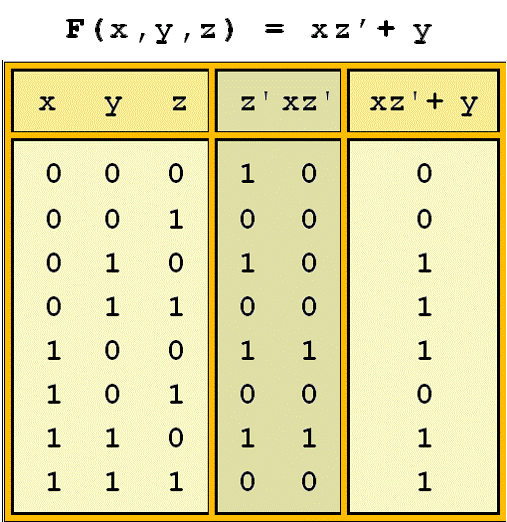 F(x,y,z) = xz'+ y
x y z z' xz' xz'+ y
0 0 0 1 0 0
0 0 1 0 0 0
0 1 0 1 0 1
0 1 1 0 0 1
1 0 0 1 1 1
1 0 1 0 0 0
1 1 0 1 1 1
1 1 1 0 0 1